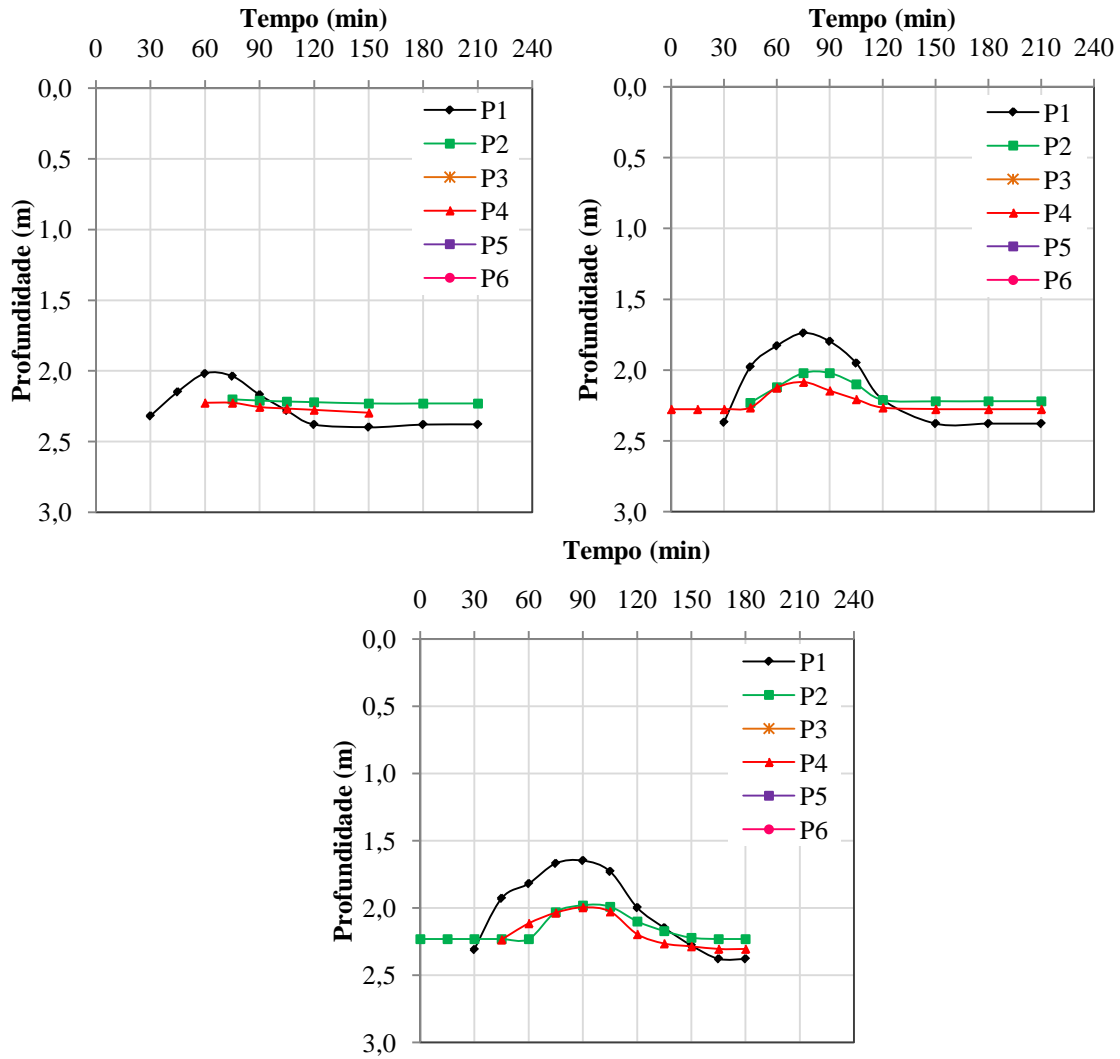 Tempo (min)
0 30 60 90 120 150 180 210 240
0,0
0,5
1,0
1,5
2,0
2,5
3,0
Profundidade (m)
P1
P2
P3
P4
P5
P6
Tempo (min)
0 30 60 90 120 150 180 210 240
0,0
0,5
1,0
1,5
2,0
2,5
3,0
Profundidade (m)
P1
P2
P3
P4
P5
P6
Tempo (min)
0 30 60 90 120 150 180 210 240
0,0
0,5
1,0
1,5
2,0
2,5
3,0
Profundidade (m)
P1
P2
P3
P4
P5
P6